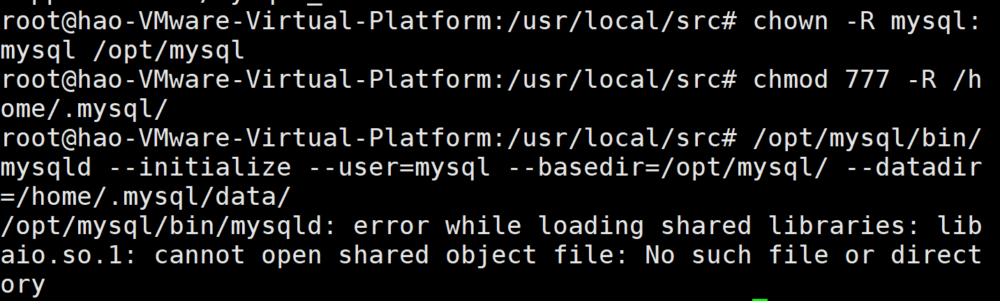 root@hao-VMware-Virtual-Platform:/usr/local/src# chown -R mysql:
mysql /opt/mysql
root@hao-VMware-Virtual-Platform:/usr/local/src# chmod 777 -R /h
ome/.mysql/
root@hao-VMware-Virtual-Platform:/usr/local/src# /opt/mysql/bin/
mysqld --initialize --user=mysql --basedir=/opt/mysql/ --datadir
=/home/.mysql/data/
/opt/mysql/bin/mysqld: error while loading shared libraries: lib
aio.so.1: cannot open shared object file: No such file or direct
ory